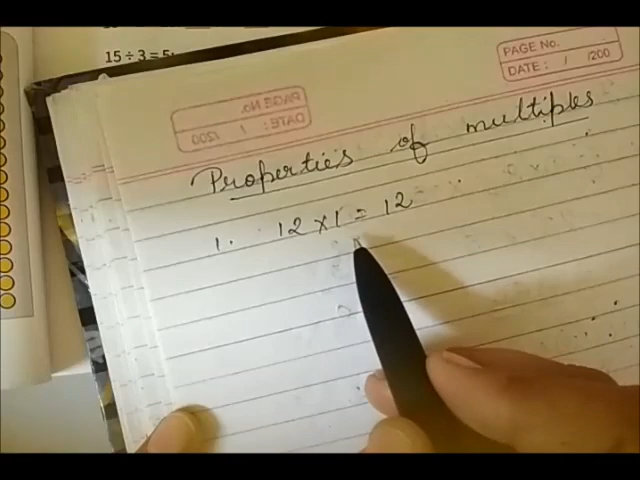 15 ÷ 3 = 5
PAGE No.
DATE: / /200
Properties of multiples
1. 12 × 1 = 12